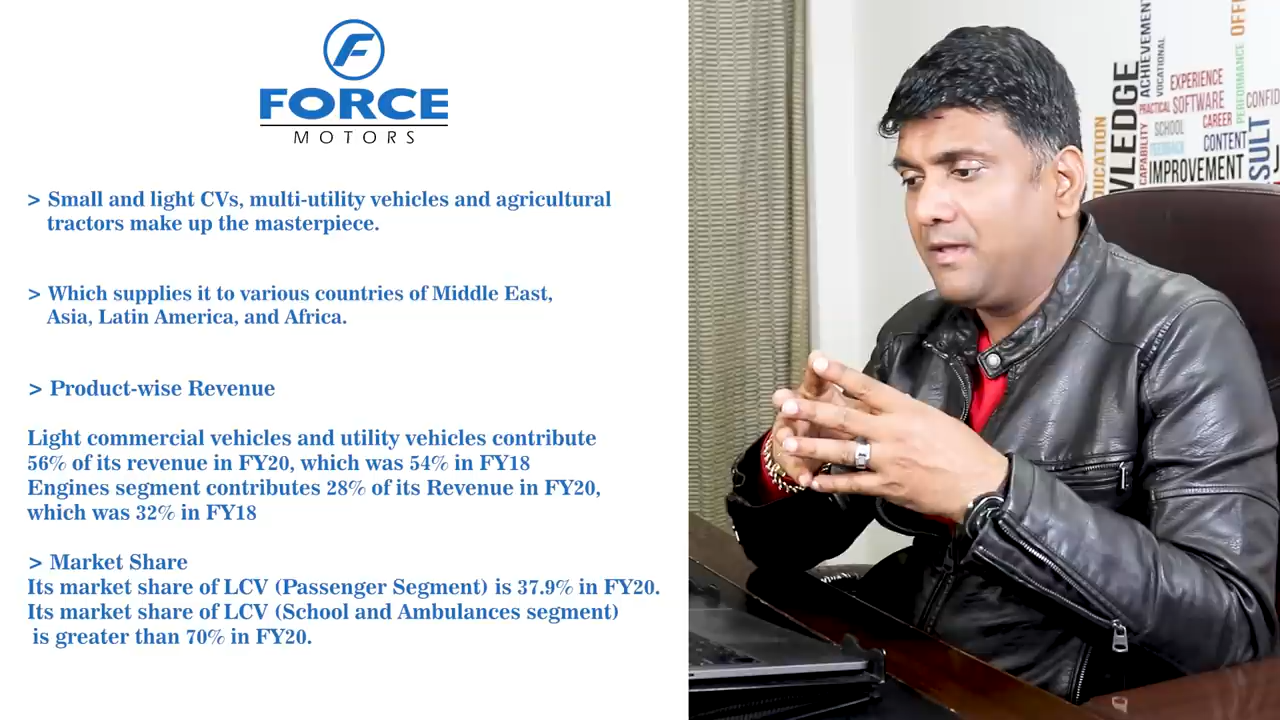 FORCE
MOTORS
> Small and light CVs, multi-utility vehicles and agricultural
tractors make up the masterpiece.
> Which supplies it to various countries of Middle East,
Asia, Latin America, and Africa.
> Product-wise Revenue
Light commercial vehicles and utility vehicles contribute
56% of its revenue in FY20, which was 54% in FY18
Engines segment contributes 28% of its Revenue in FY20,
which was 32% in FY18
> Market Share
Its market share of LCV (Passenger Segment) is 37.9% in FY20.
Its market share of LCV (School and Ambulances segment)
is greater than 70% in FY20.
ACHIEVEMENT
VOCATIONAL
EXPERIENCE
PRACTICAL
SOFTWARE
PERFORMANCE
CAREER
SCHOOL
FEEDBACK
CONTENT
CAPABILITY
IMPROVEMENT